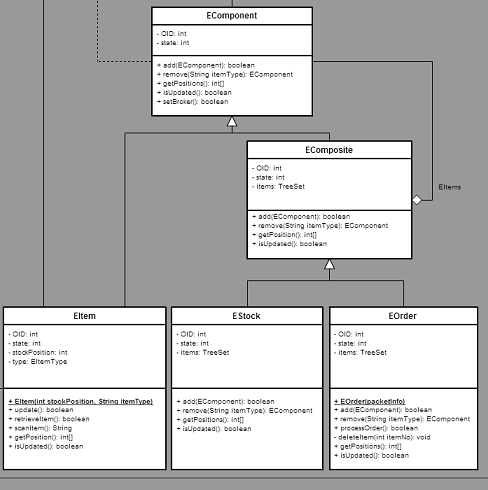 EComponent
- OID: int
- state: int
+ add(EComponent): boolean
+ remove(String itemType): EComponent
+ getPositions(): int[]
+ isUpdated(): boolean
+ setBroker(): boolean
EComposite
- OID: int
- state: int
- items: TreeSet
+ add(EComponent): boolean
+ remove(String itemType): EComponent
+ getPosition(): int[]
+ isUpdated(): boolean
EItems
EItem
- OID: int
- state: int
- stockPosition: int
- type: EItemType
+ EItem(int stockPosition, String itemType)
+ update(): boolean
+ retrieveItem(): boolean
+ scanItem(): String
+ getPosition(): int[]
+ isUpdated(): boolean
EStock
- OID: int
- state: int
- items: TreeSet
+ add(EComponent): boolean
+ remove(String itemType): EComponent
+ getPositions(): int[]
+ isUpdated(): boolean
EOrder
- OID: int
- state: int
- items: TreeSet
+ EOrder(packetInfo)
+ add(EComponent): boolean
+ remove(String itemType): EComponent
+ processOrder(): boolean
- deleteItem(int itemNo): void
+ getPositions(): int[]
+ isUpdated(): boolean